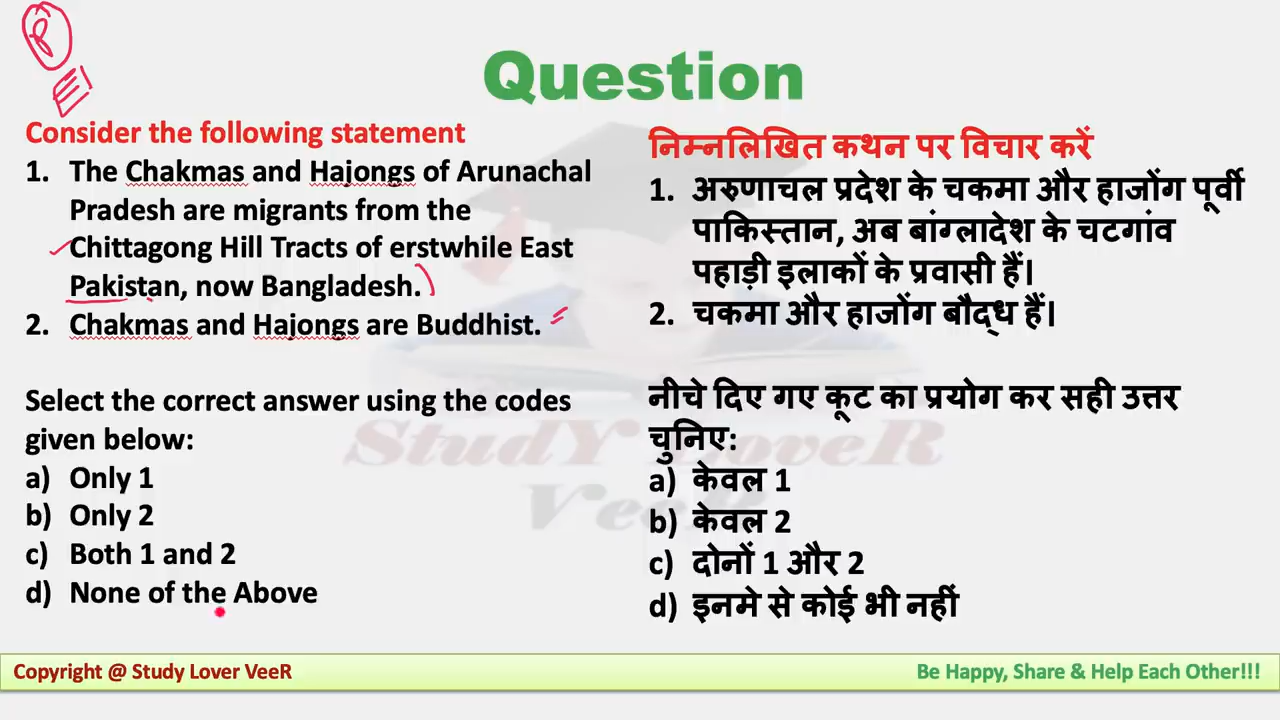 Question
Consider the following statement
1. The Chakmas and Hajongs of Arunachal
Pradesh are migrants from the
Chittagong Hill Tracts of erstwhile East
Pakistan, now Bangladesh.
2. Chakmas and Hajongs are Buddhist.
Select the correct answer using the codes
given below:
a) Only 1
b) Only 2
c) Both 1 and 2
d) None of the Above
निम्नलिखित कथन पर विचार करें
1. अरुणाचल प्रदेश के चकमा और हाजोंग पूर्वी
पाकिस्तान, अब बांग्लादेश के चटगांव
पहाड़ी इलाकों के प्रवासी हैं।
2. चकमा और हाजोंग बौद्ध हैं।
नीचे दिए गए कूट का प्रयोग कर सही उत्तर
चुनिए:
a) केवल 1
b) केवल 2
c) दोनों 1 और 2
d) इनमे से कोई भी नहीं
StudY LoveR
VeeR
Copyright @ Study Lover VeeR
Be Happy, Share & Help Each Other!!!